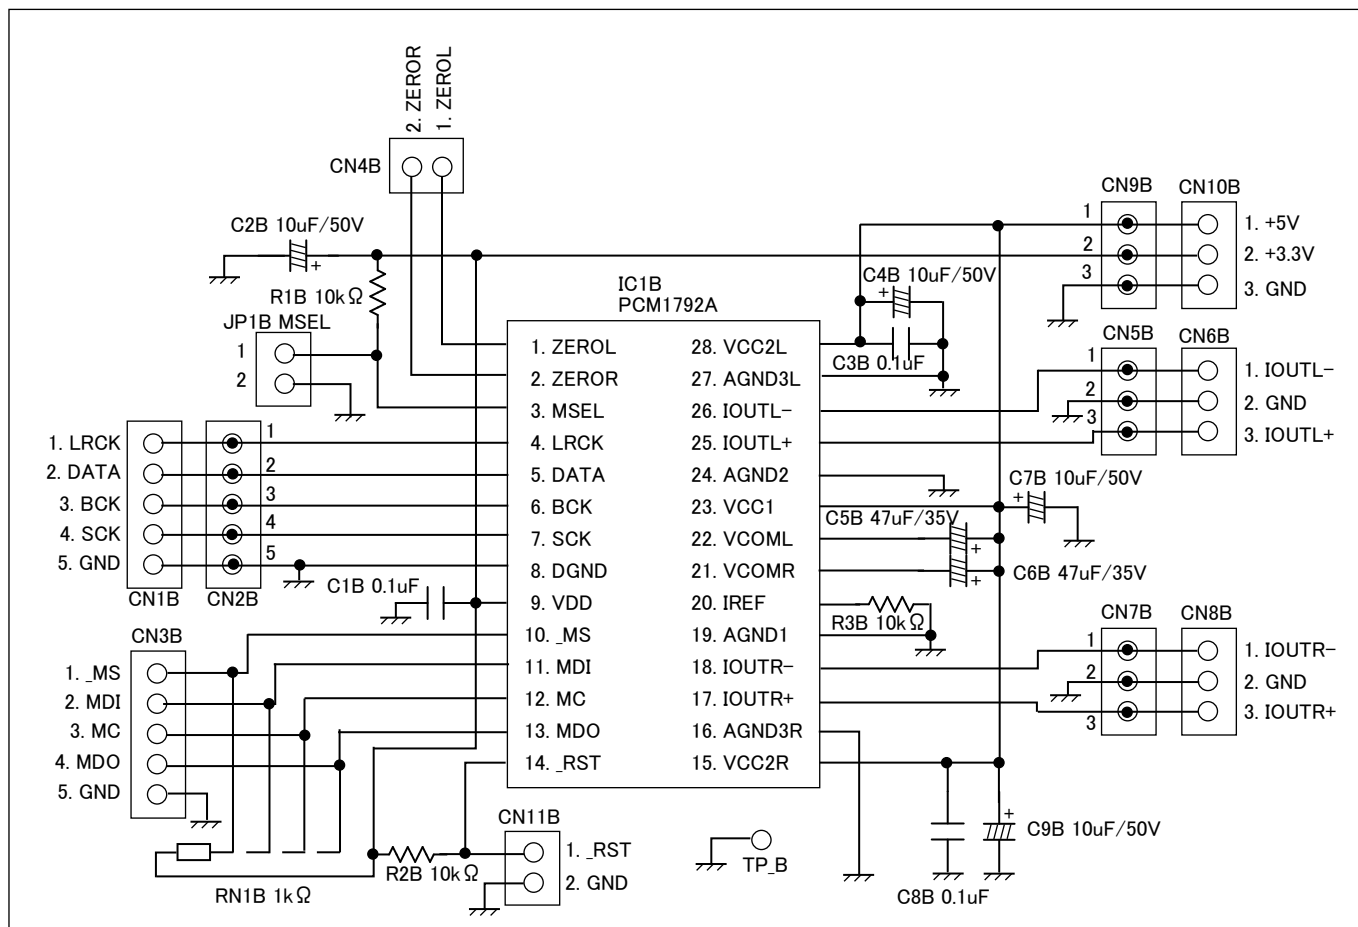 2. ZEROR
1. ZEROL
CN4B
C2B 10uF/50V
+
R1B 10kΩ
JP1B MSEL
1
2
IC1B
PCM1792A
1. ZEROL
2. ZEROR
3. MSEL
4. LRCK
5. DATA
6. BCK
7. SCK
8. DGND
9. VDD
10. _MS
11. MDI
12. MC
13. MDO
14. _RST
28. VCC2L
27. AGND3L
26. IOUTL-
25. IOUTL+
24. AGND2
23. VCC1
22. VCOML
21. VCOMR
20. IREF
19. AGND1
18. IOUTR-
17. IOUTR+
16. AGND3R
15. VCC2R
1. LRCK
2. DATA
3. BCK
4. SCK
5. GND
CN1B
CN2B
1
2
3
4
5
C1B 0.1uF
CN3B
1. _MS
2. MDI
3. MC
4. MDO
5. GND
RN1B 1kΩ
R2B 10kΩ
CN11B
1. _RST
2. GND
TP_B
C4B 10uF/50V
+
C3B 0.1uF
CN9B
CN10B
1
2
3
1. +5V
2. +3.3V
3. GND
CN5B
CN6B
1
2
3
1. IOUTL-
2. GND
3. IOUTL+
C7B 10uF/50V
+
C5B 47uF/35V
+
C6B 47uF/35V
+
R3B 10kΩ
CN7B
CN8B
1
2
3
1. IOUTR-
2. GND
3. IOUTR+
+
C9B 10uF/50V
C8B 0.1uF